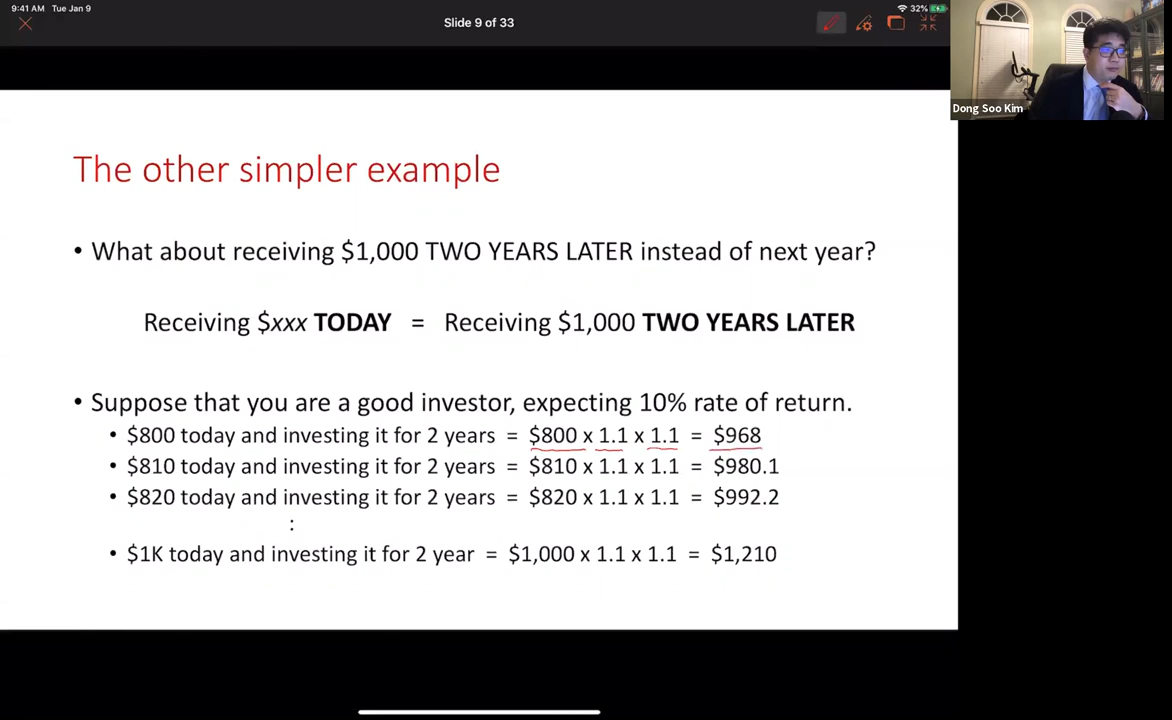 9:41 AM Tue Jan 9
32%
Slide 9 of 33
Dong Soo Kim
The other simpler example
• What about receiving $1,000 TWO YEARS LATER instead of next year?
Receiving $xxx TODAY = Receiving $1,000 TWO YEARS LATER
• Suppose that you are a good investor, expecting 10% rate of return.
• $800 today and investing it for 2 years = $800 x 1.1 x 1.1 = $968
• $810 today and investing it for 2 years = $810 x 1.1 x 1.1 = $980.1
• $820 today and investing it for 2 years = $820 x 1.1 x 1.1 = $992.2
:
• $1K today and investing it for 2 year = $1,000 x 1.1 x 1.1 = $1,210